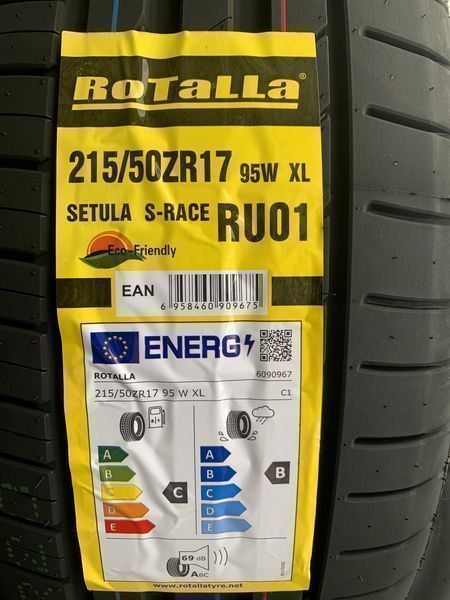 RoTaLLa®
215/50ZR17 95W XL
SETULA S-RACE RU01
Eco-Friendly
EAN
6 958460 909675
ENERG
ROTALLA 6090967
215/50ZR17 95 W XL C1
A A
B B B
C C C
D D
E E
69 dB
ABC
www.rotallatyre.net